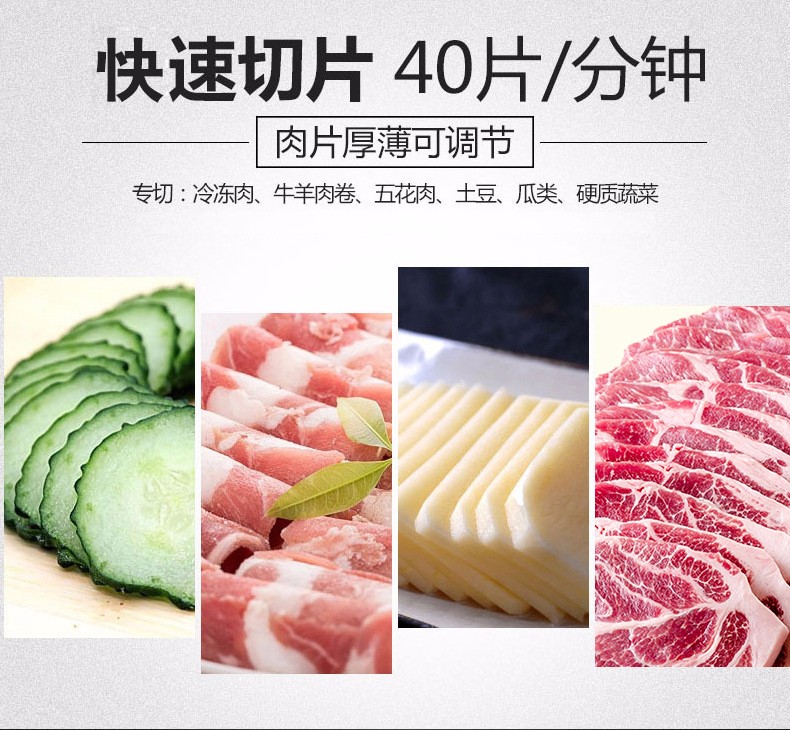 快速切片 40片/分钟
肉片厚薄可调节
专切：冷冻肉、牛羊肉卷、五花肉、土豆、瓜类、硬质蔬菜